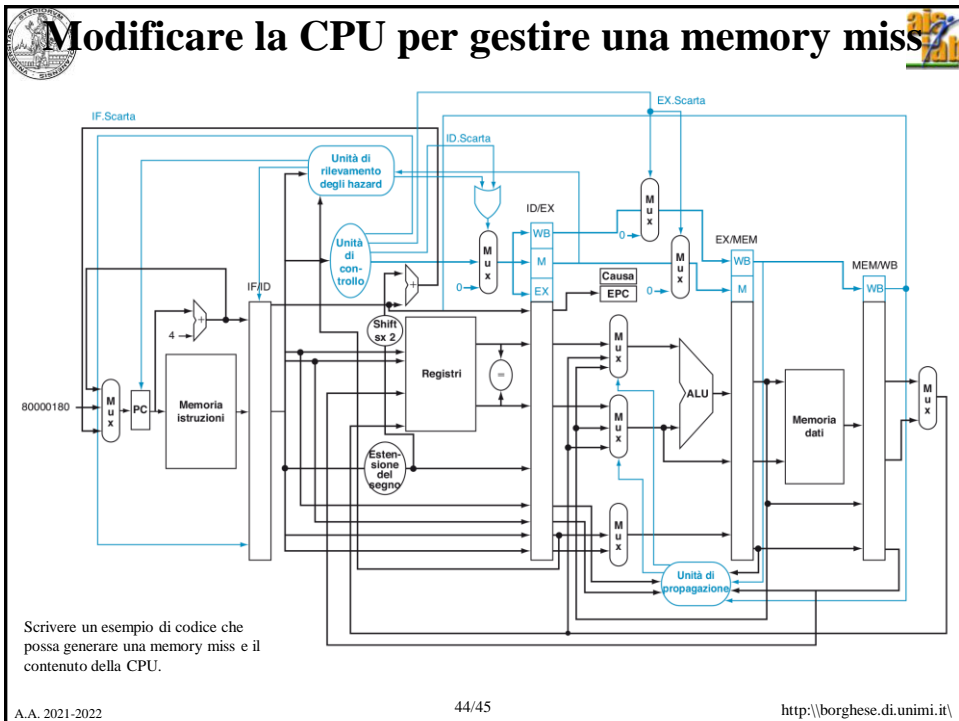 Modificare la CPU per gestire una memory miss
IF.Scarta
EX.Scarta
ID.Scarta
Unità di
rilevamento
degli hazard
ID/EX
M
u
x
WB
0
EX/MEM
Unità
di
con-
trollo
M
u
x
M
M
u
x
WB
MEM/WB
IF/ID
0
EX
Causa
EPC
0
M
WB
+
4
+
Shift
sx 2
M
u
x
80000180
M
u
x
PC
Memoria
istruzioni
Registri
=
M
u
x
ALU
Memoria
dati
M
u
x
Esten-
sione
del
segno
M
u
x
Unità di
propagazione
Scrivere un esempio di codice che
possa generare una memory miss e il
contenuto della CPU.
A.A. 2021-2022
44/45
http:\\borghese.di.unimi.it\